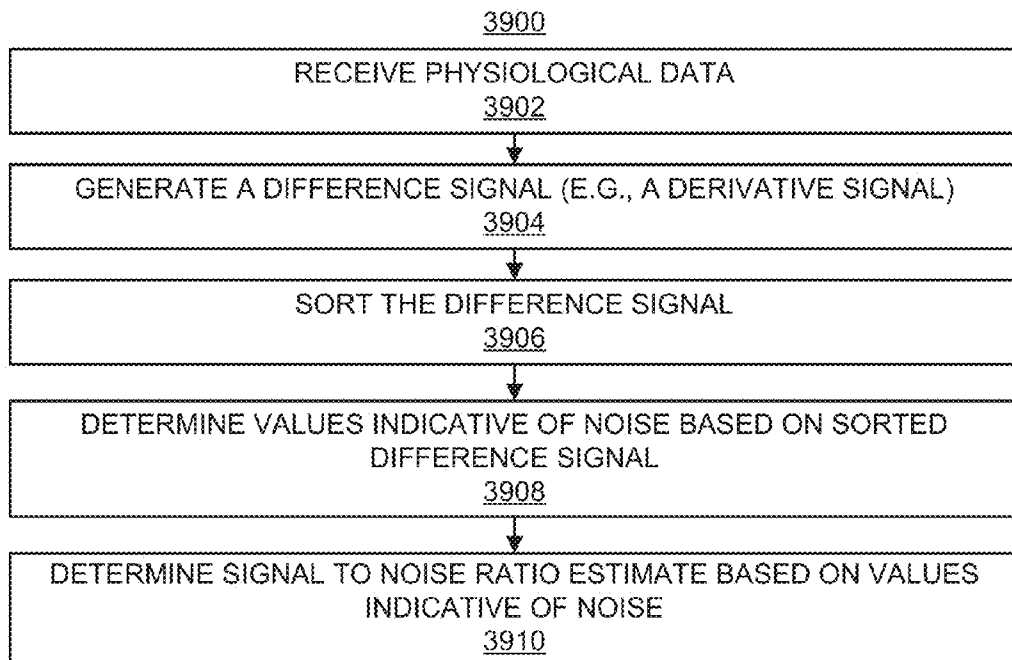 3900
RECEIVE PHYSIOLOGICAL DATA
3902
GENERATE A DIFFERENCE SIGNAL (E.G., A DERIVATIVE SIGNAL)
3904
SORT THE DIFFERENCE SIGNAL
3906
DETERMINE VALUES INDICATIVE OF NOISE BASED ON SORTED
DIFFERENCE SIGNAL
3908
DETERMINE SIGNAL TO NOISE RATIO ESTIMATE BASED ON VALUES
INDICATIVE OF NOISE
3910